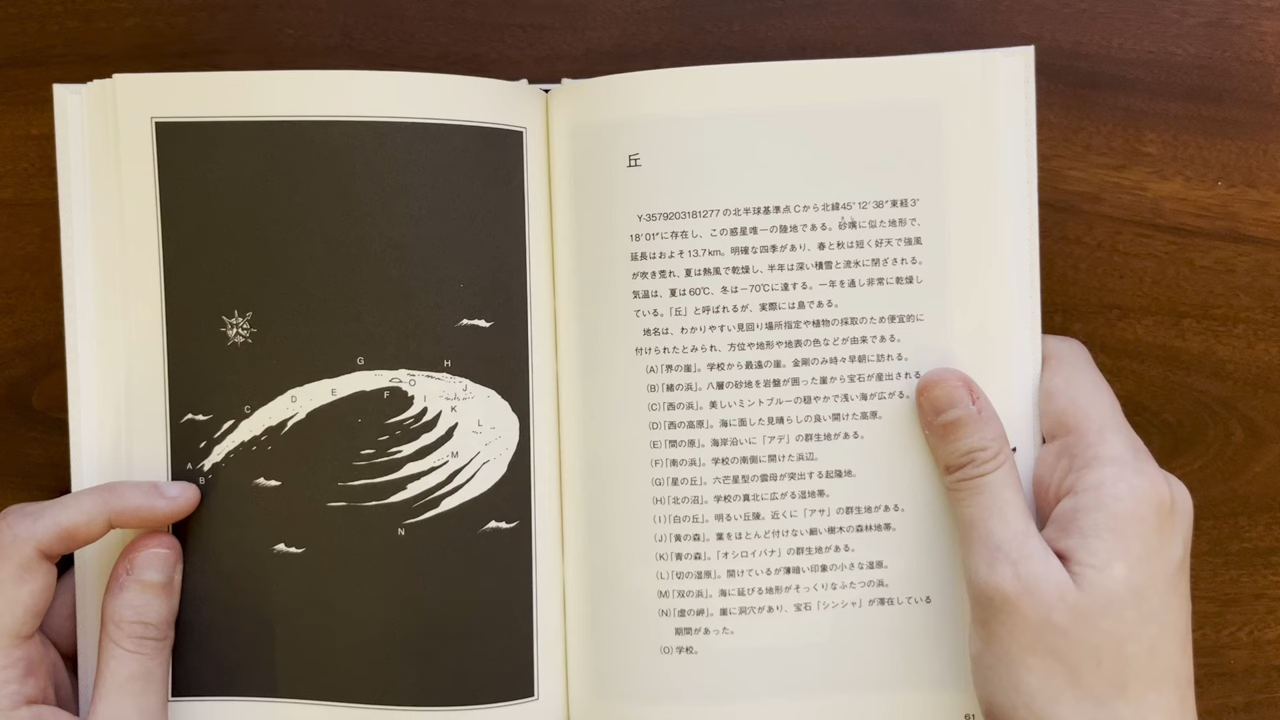 G
H
O
J
E
F
I
D
K
C
L
M
A
B
N
丘
Y-3579203181277の北半球基準点Cから北緯45°12′38″東経3°
18′01″に存在し、この惑星唯一の陸地である。砂嘴に似た地形で、
延長はおよそ13.7km。明確な四季があり、春と秋は短く好天で強風
が吹き荒れ、夏は熱風で乾燥し、半年は深い積雪と流氷に閉ざされる。
気温は、夏は60℃、冬は−70℃に達する。一年を通し非常に乾燥し
ている。「丘」と呼ばれるが、実際には島である。
地名は、わかりやすい見回り場所指定や植物の採取のため便宜的に
付けられたとみられ、方位や地形や地表の色などが由来である。
(A)「界の崖」。学校から最遠の崖。金剛のみ時々早朝に訪れる。
(B)「緒の浜」。八層の砂地を岩盤が囲った崖から宝石が産出される。
(C)「西の浜」。美しいミントブルーの穏やかで浅い海が広がる。
(D)「西の高原」。海に面した見晴らしの良い開けた高原。
(E)「間の原」。海岸沿いに「アデ」の群生地がある。
(F)「南の浜」。学校の南側に開けた浜辺。
(G)「星の丘」。六芒星型の雲母が突出する起隆地。
(H)「北の沼」。学校の真北に広がる湿地帯。
(I)「白の丘」。明るい丘陵。近くに「アサ」の群生地がある。
(J)「黄の森」。葉をほとんど付けない細い樹木の森林地帯。
(K)「青の森」。「オシロイバナ」の群生地がある。
(L)「切の湿原」。開けているが薄暗い印象の小さな湿原。
(M)「双の浜」。海に延びる地形がそっくりなふたつの浜。
(N)「虚の岬」。崖に洞穴があり、宝石「シンシャ」が滞在している
期間があった。
(O)学校。
61